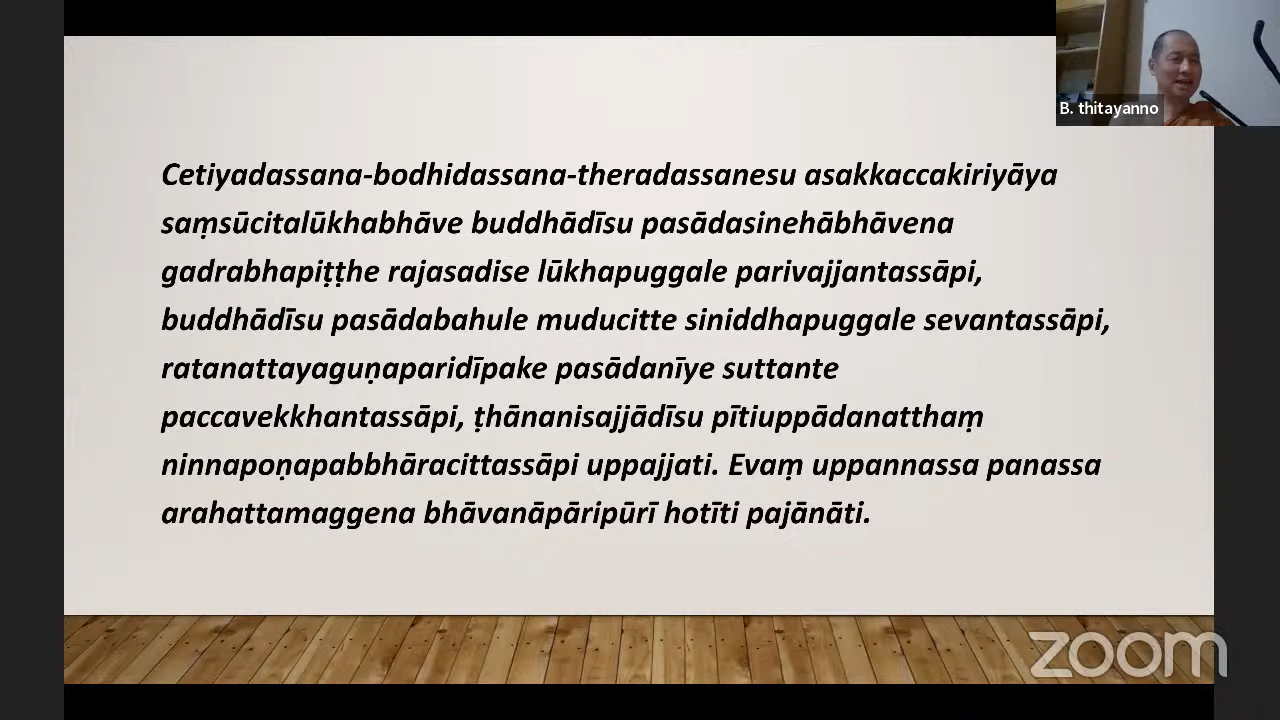 B. thitayanno
Cetiyadassana-bodhidassana-theradassanesu asakkaccakiriyāya
saṃsūcitalūkhabhāve buddhādīsu pasādasinehābhāvena
gadrabhapiṭṭhe rajasadise lūkhapuggale parivajjantassāpi,
buddhādīsu pasādabahule muducitte siniddhapuggale sevantassāpi,
ratanattayaguṇaparidīpake pasādanīye suttante
paccavekkhantassāpi, ṭhānanisajjādīsu pītiuppādanatthaṃ
ninnapoṇapabbhāracittassāpi uppajjati. Evaṃ uppannassa panassa
arahattamaggena bhāvanāpāripūrī hotīti pajānāti.
zoom